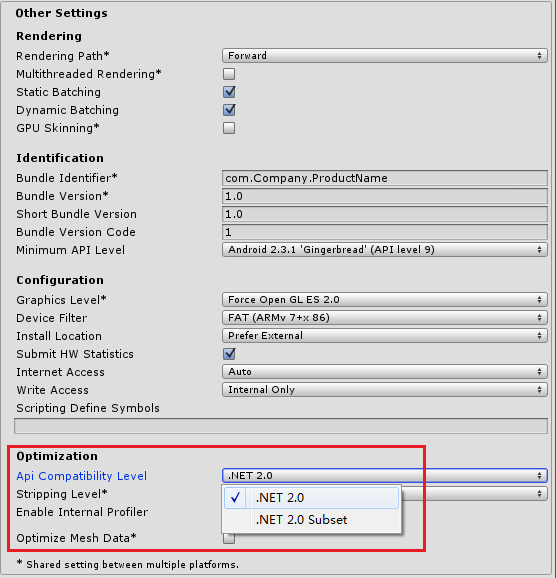 Other Settings
Rendering
Rendering Path* Forward
Multithreaded Rendering*
Static Batching
Dynamic Batching
GPU Skinning*
Identification
Bundle Identifier* com.Company.ProductName
Bundle Version* 1.0
Short Bundle Version 1.0
Bundle Version Code 1
Minimum API Level Android 2.3.1 'Gingerbread' (API level 9)
Configuration
Graphics Level* Force Open GL ES 2.0
Device Filter FAT (ARMv 7+x 86)
Install Location Prefer External
Submit HW Statistics
Internet Access Auto
Write Access Internal Only
Scripting Define Symbols
Optimization
Api Compatibility Level .NET 2.0
Stripping Level* .NET 2.0
Enable Internal Profiler .NET 2.0 Subset
Optimize Mesh Data*
* Shared setting between multiple platforms.